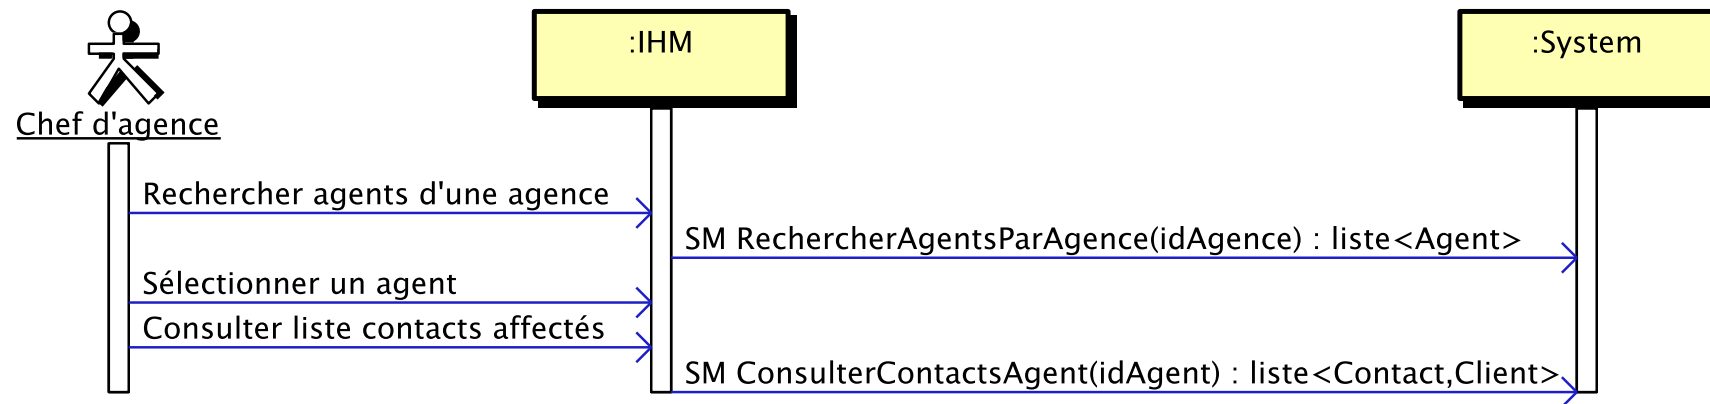 :IHM
:System
Chef d'agence
Rechercher agents d'une agence
SM RechercherAgentsParAgence(idAgence) : liste<Agent>
Sélectionner un agent
Consulter liste contacts affectés
SM ConsulterContactsAgent(idAgent) : liste<Contact,Client>